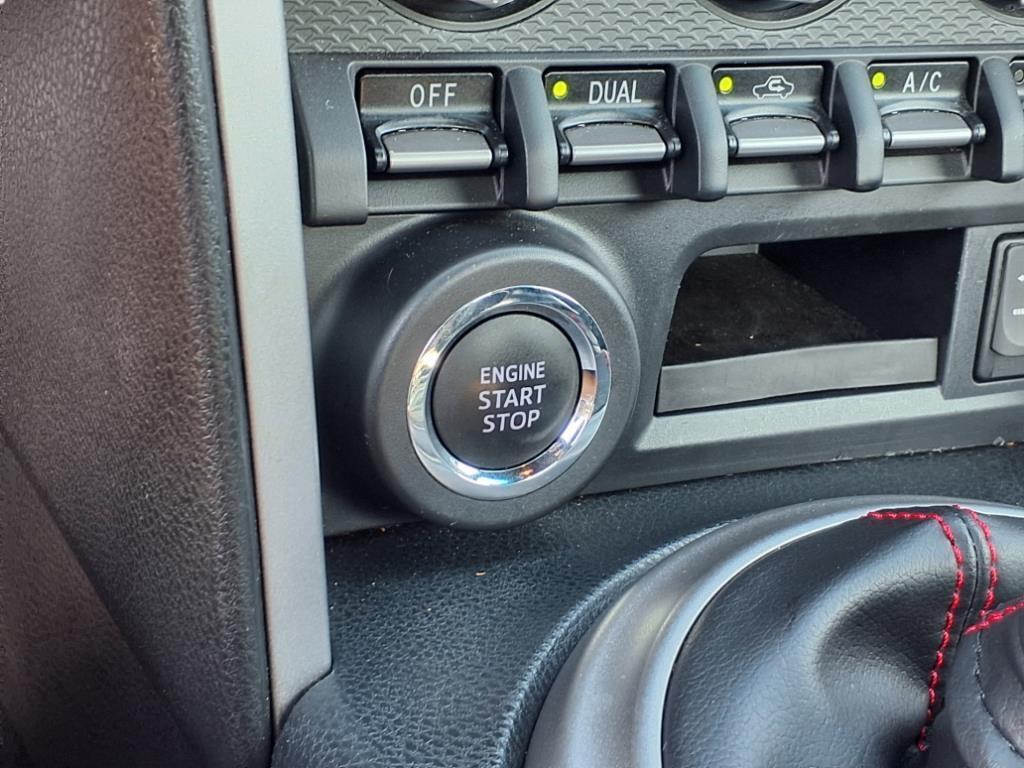 OFF
DUAL
A/C
ENGINE
START
STOP